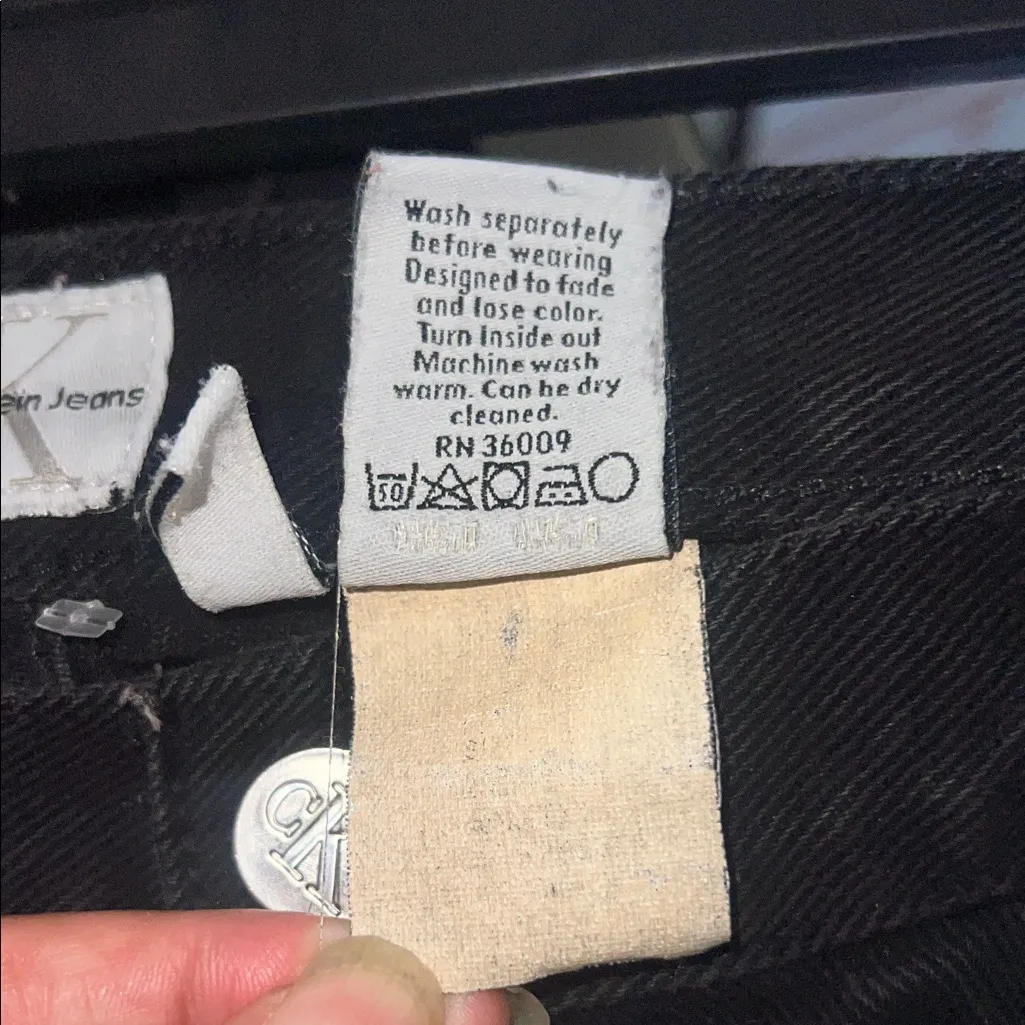 Wash separately
before wearing
Designed to fade
and lose color.
Turn Inside out
Machine wash
warm. Can be dry
cleaned.
RN 36009
50
K
ein Jeans
CK